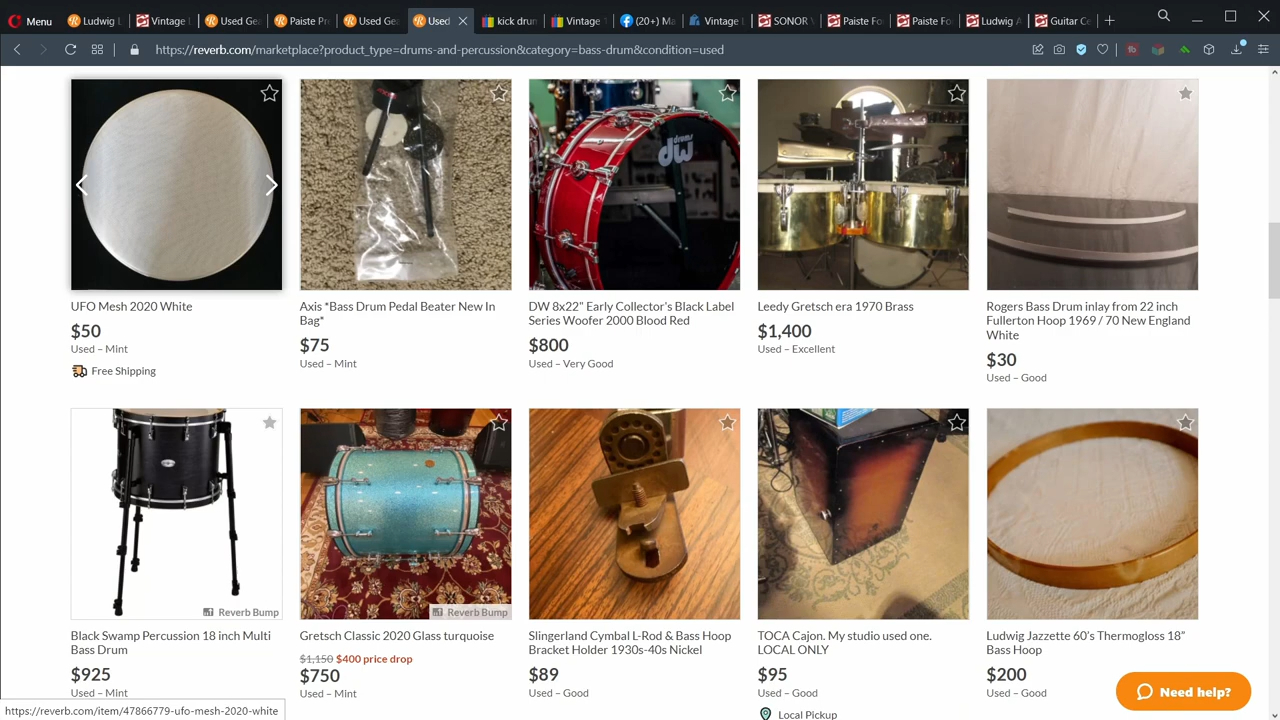 Menu
Ludwig L
Vintage L
Used Gea
Paiste Pre
Used Gea
Used
kick drun
Vintage T
(20+) Ma
Vintage L
SONOR V
Paiste Fo
Paiste Fo
Ludwig A
Guitar Ce
https://reverb.com/marketplace?product_type=drums-and-percussion&category=bass-drum&condition=used
UFO Mesh 2020 White
$50
Used – Mint
Free Shipping
Axis *Bass Drum Pedal Beater New In
Bag*
$75
Used – Mint
drums
dw
DW 8x22" Early Collector's Black Label
Series Woofer 2000 Blood Red
$800
Used – Very Good
Leedy Gretsch era 1970 Brass
$1,400
Used – Excellent
Rogers Bass Drum inlay from 22 inch
Fullerton Hoop 1969 / 70 New England
White
$30
Used – Good
Reverb Bump
Black Swamp Percussion 18 inch Multi
Bass Drum
$925
Used – Mint
Reverb Bump
Gretsch Classic 2020 Glass turquoise
$1,150 $400 price drop
$750
Used – Mint
Slingerland Cymbal L-Rod & Bass Hoop
Bracket Holder 1930s-40s Nickel
$89
Used – Good
TOCA Cajon. My studio used one.
LOCAL ONLY
$95
Used – Good
Local Pickup
Ludwig Jazzette 60's Thermogloss 18"
Bass Hoop
$200
Used – Good
Need help?
https://reverb.com/item/47866779-ufo-mesh-2020-white